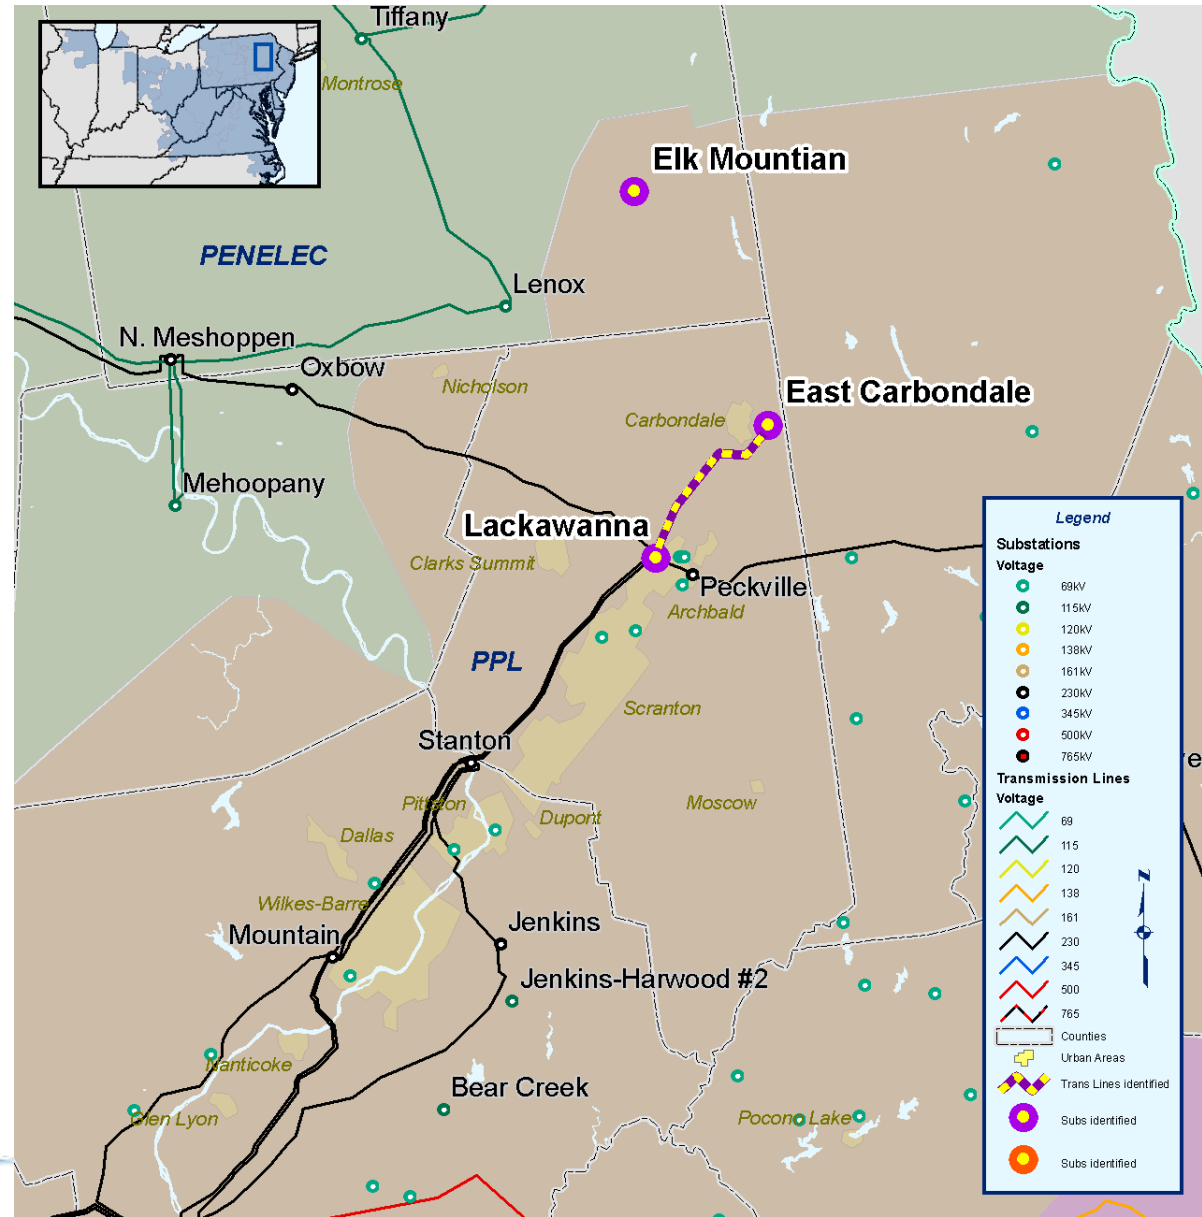 Tiffany
Montrose
Elk Mountian
PENELEC
Lenox
N. Meshoppen
Oxbow
Nicholson
East Carbondale
Carbondale
Mehoopany
Lackawanna
Clarks Summit
Peckville
Archbald
PPL
Scranton
Stanton
Pittston
Moscow
Dupont
Dallas
Wilkes-Barre
Mountain
Jenkins
Jenkins-Harwood #2
Nanticoke
Bear Creek
Glen Lyon
Pocono Lake
Legend
Substations
Voltage
69kV
115kV
120kV
138kV
161kV
230kV
345kV
500kV
765kV
Transmission Lines
Voltage
69
115
120
138
161
230
345
500
765
Counties
Urban Areas
Trans Lines identified
Subs identified
Subs identified
N